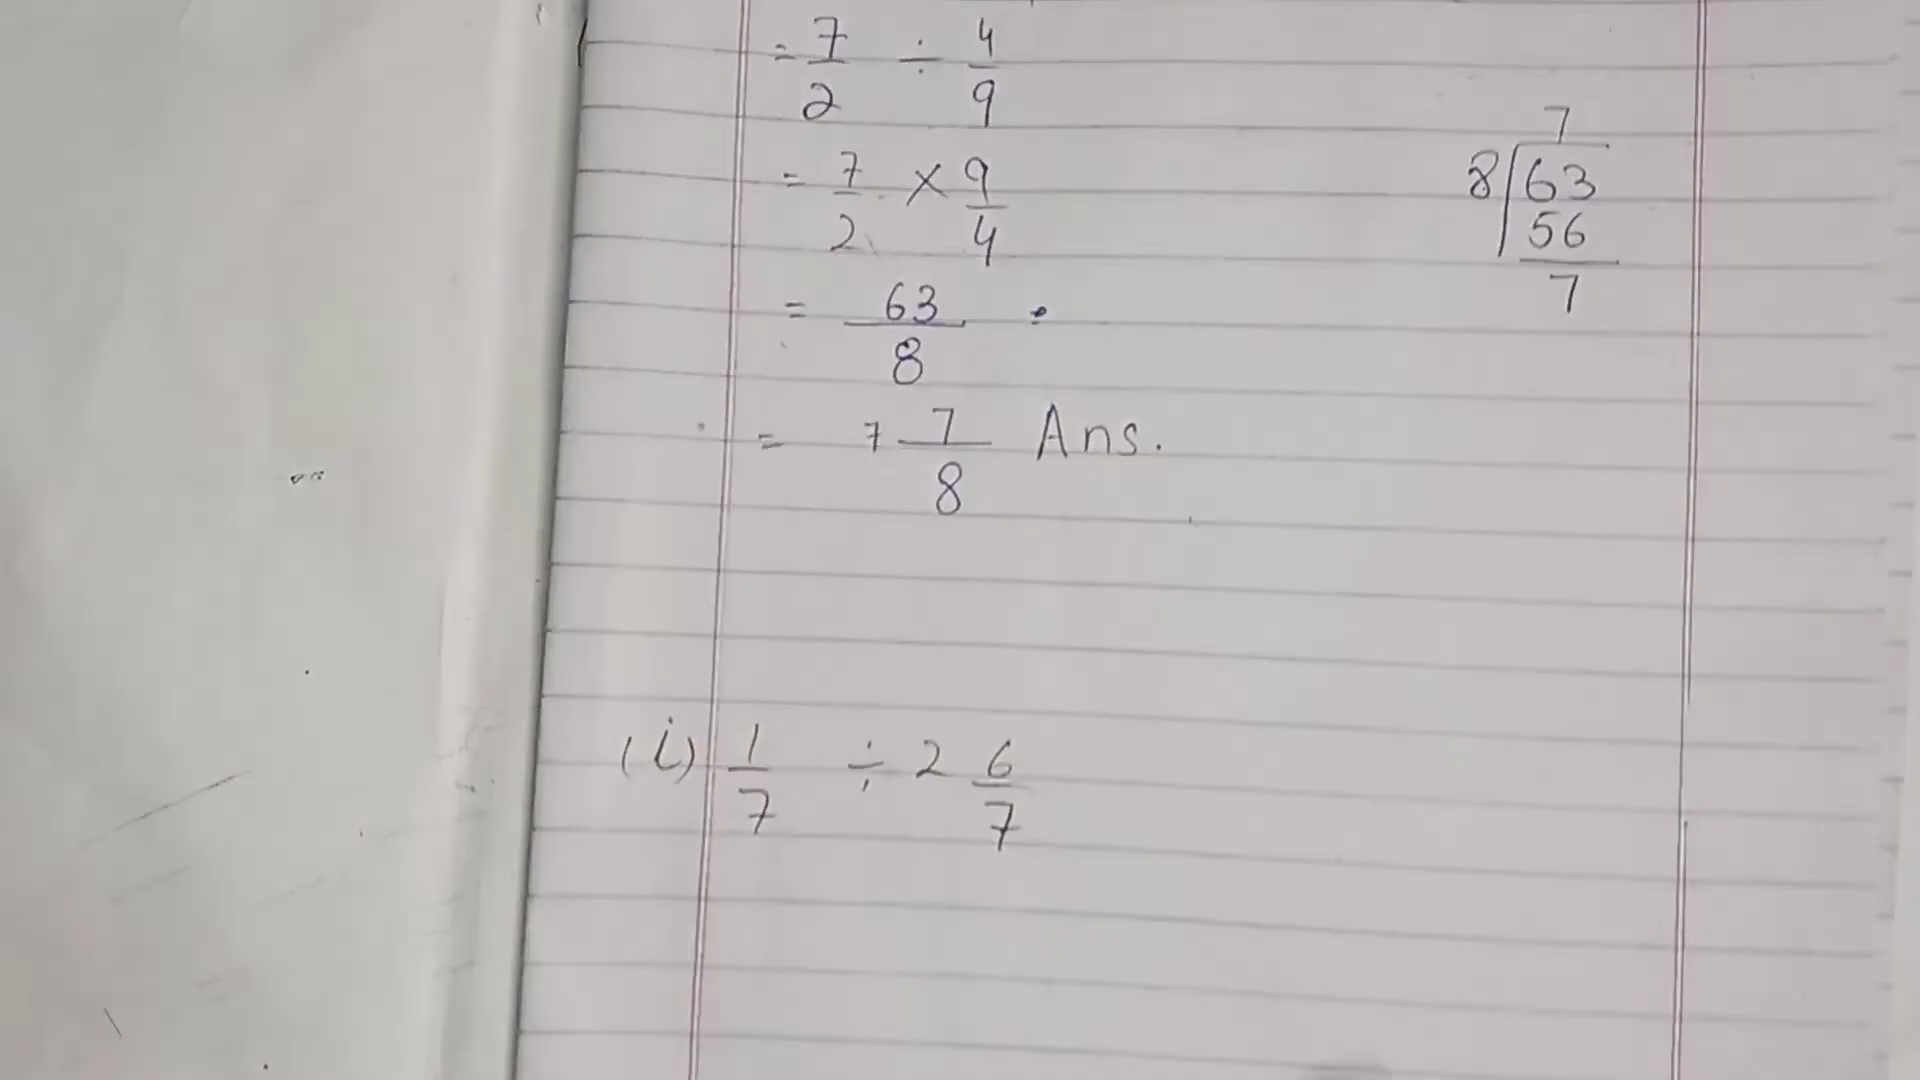 = 7/2 ÷ 4/9
= 7/2 × 9/4
= 63/8
= 7 7/8 Ans.
7
8 63
56
7
(i) 1/7 ÷ 2 6/7